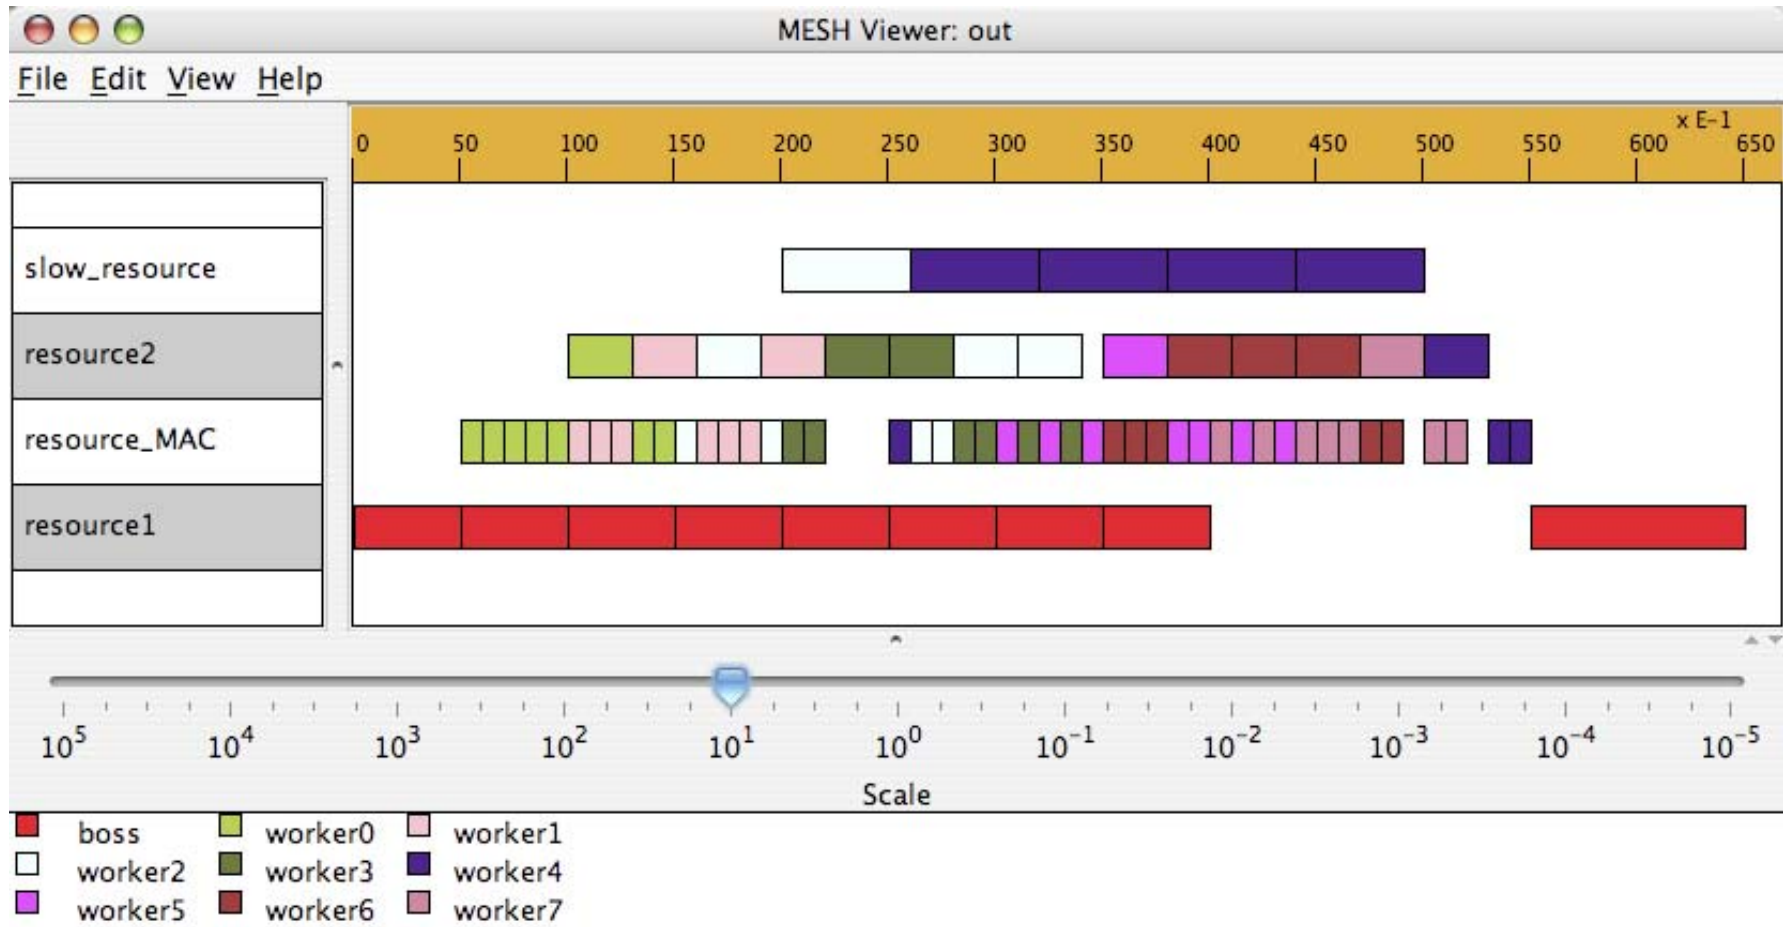 MESH Viewer: out
File Edit View Help
x E-1
0 50 100 150 200 250 300 350 400 450 500 550 600 650
slow_resource
resource2
resource_MAC
resource1
10^5 10^4 10^3 10^2 10^1 10^0 10^-1 10^-2 10^-3 10^-4 10^-5
Scale
boss worker0 worker1
worker2 worker3 worker4
worker5 worker6 worker7